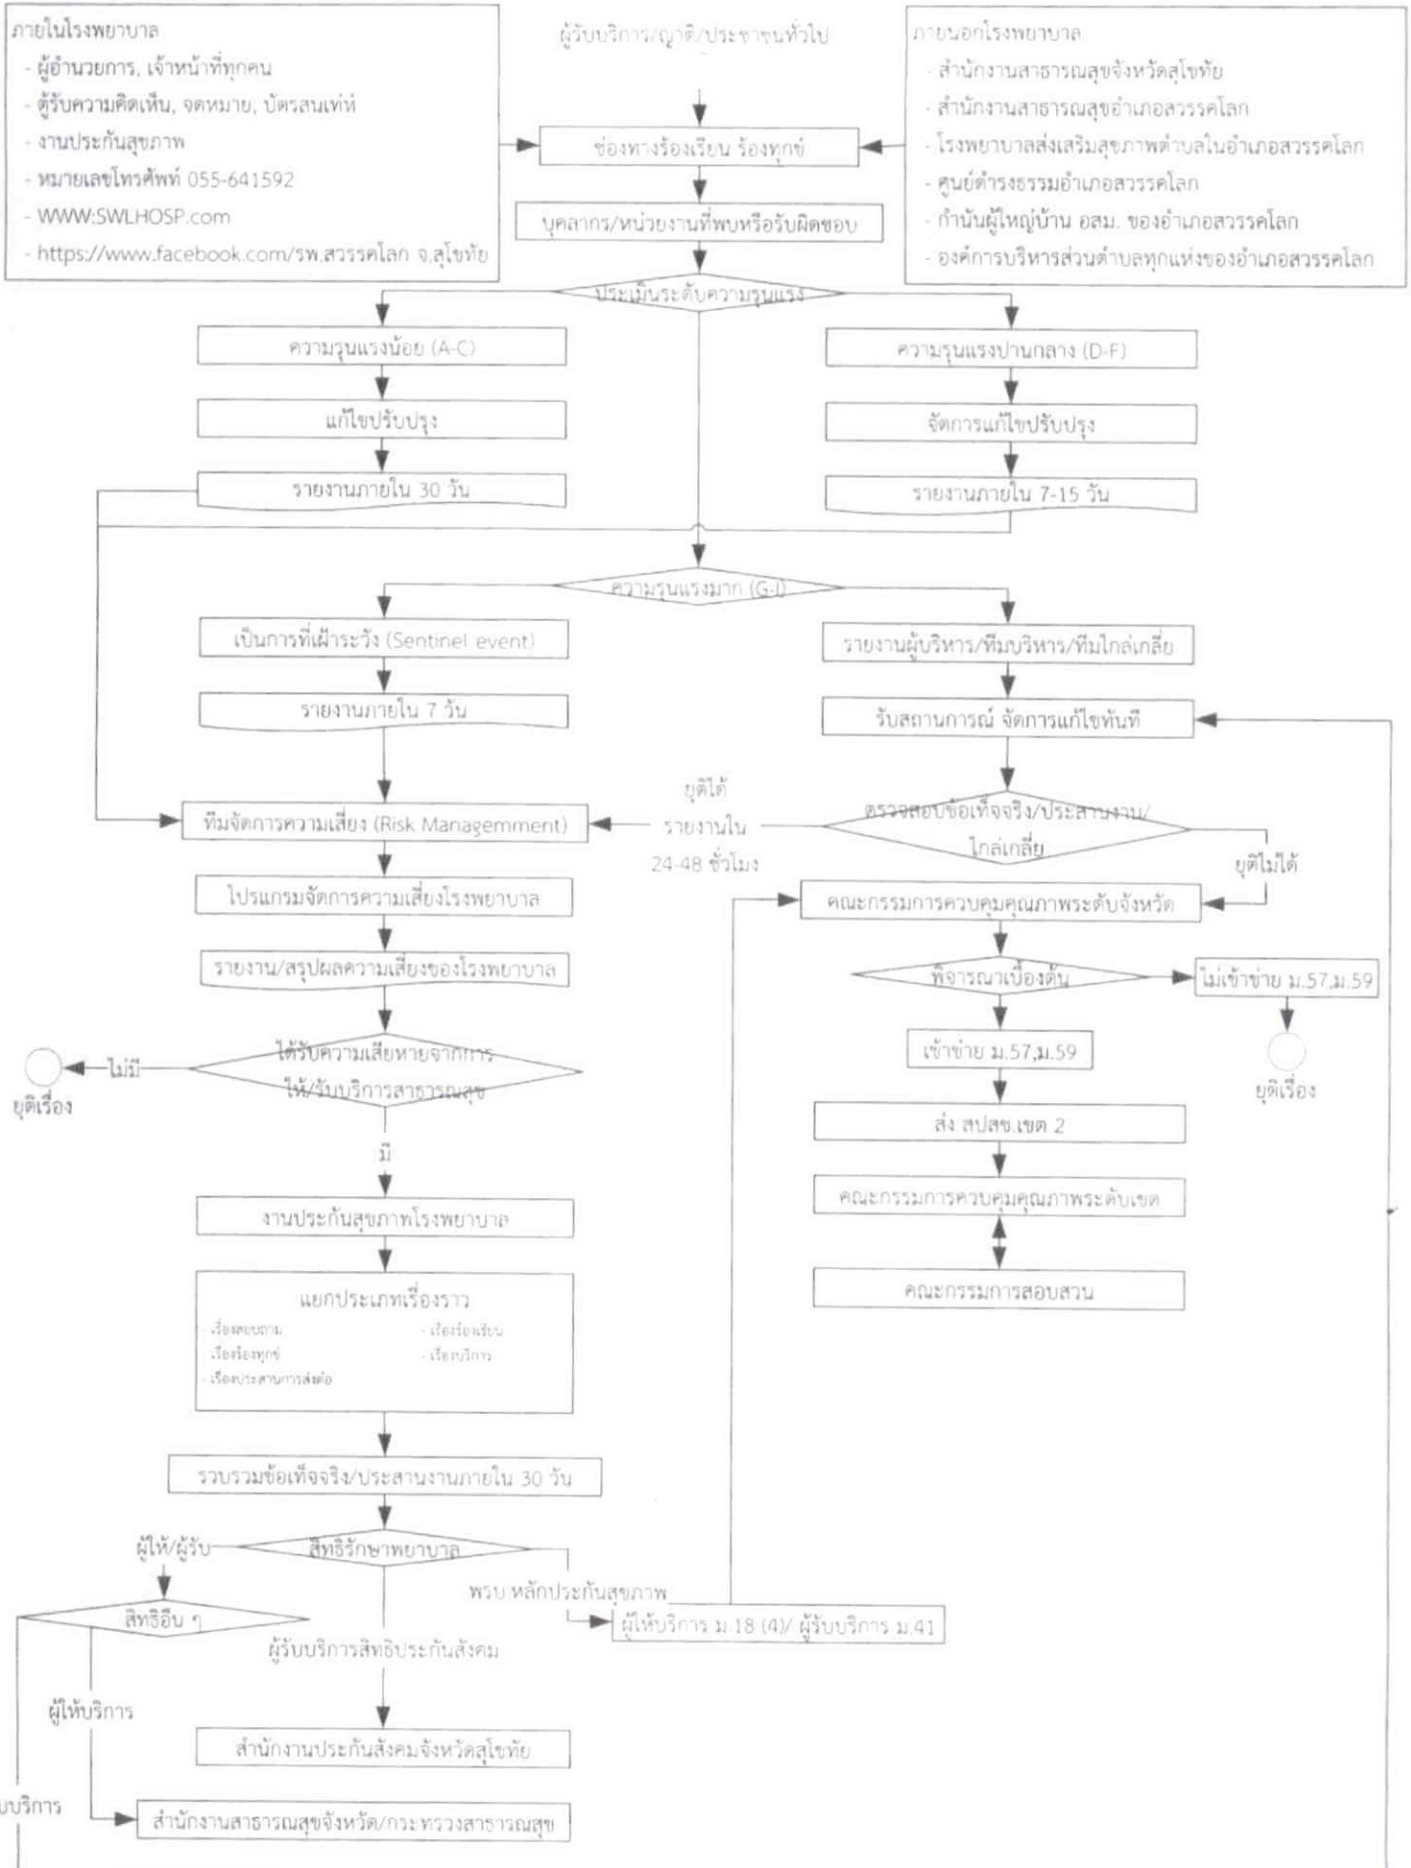 ภายในโรงพยาบาล
- ผู้อำนวยการ, เจ้าหน้าที่ทุกคน
- ตู้รับความคิดเห็น, จดหมาย, บัตรสนเท่ห์
- งานประกันสุขภาพ
- หมายเลขโทรศัพท์ 055-641592
- WWW:SWLHOSP.com
- https://www.facebook.com/รพ.สวรรคโลก จ.สุโขทัย
ผู้รับบริการ/ญาติ/ประชาชนทั่วไป
ภายนอกโรงพยาบาล
- สำนักงานสาธารณสุขจังหวัดสุโขทัย
- สำนักงานสาธารณสุขอำเภอสวรรคโลก
- โรงพยาบาลส่งเสริมสุขภาพตำบลในอำเภอสวรรคโลก
- ศูนย์ดำรงธรรมอำเภอสวรรคโลก
- กำนันผู้ใหญ่บ้าน อสม. ของอำเภอสวรรคโลก
- องค์การบริหารส่วนตำบลทุกแห่งของอำเภอสวรรคโลก
ช่องทางร้องเรียน ร้องทุกข์
บุคลากร/หน่วยงานที่พบหรือรับผิดชอบ
ประเมินระดับความรุนแรง
ความรุนแรงน้อย (A-C)
ความรุนแรงปานกลาง (D-F)
แก้ไขปรับปรุง
จัดการแก้ไขปรับปรุง
รายงานภายใน 30 วัน
รายงานภายใน 7-15 วัน
ความรุนแรงมาก (G-I)
เป็นการที่เฝ้าระวัง (Sentinel event)
รายงานผู้บริหาร/ทีมบริหาร/ทีมไกล่เกลี่ย
รายงานภายใน 7 วัน
รับสถานการณ์ จัดการแก้ไขทันที
ทีมจัดการความเสี่ยง (Risk Managemment)
ยุติได้
รายงานใน
24-48 ชั่วโมง
ตรวจสอบข้อเท็จจริง/ประสานงาน/
ไกล่เกลี่ย
ยุติไม่ได้
โปรแกรมจัดการความเสี่ยงโรงพยาบาล
คณะกรรมการควบคุมคุณภาพระดับจังหวัด
รายงาน/สรุปผลความเสี่ยงของโรงพยาบาล
พิจารณาเบื้องต้น
ไม่เข้าข่าย ม.57,ม.59
ได้รับความเสียหายจากการ
ให้/รับบริการสาธารณสุข
ไม่มี
ยุติเรื่อง
เข้าข่าย ม.57,ม.59
ยุติเรื่อง
มี
ส่ง สปสช.เขต 2
งานประกันสุขภาพโรงพยาบาล
คณะกรรมการควบคุมคุณภาพระดับเขต
คณะกรรมการสอบสวน
แยกประเภทเรื่องราว
- เรื่องสอบถาม
- เรื่องร้องเรียน
- เรื่องร้องทุกข์
- เรื่องบริการ
- เรื่องประสานการส่งต่อ
รวบรวมข้อเท็จจริง/ประสานงานภายใน 30 วัน
ผู้ให้/ผู้รับ
สิทธิรักษาพยาบาล
พรบ หลักประกันสุขภาพ
สิทธิอื่น ๆ
ผู้ให้บริการ ม.18 (4)/ ผู้รับบริการ ม.41
ผู้รับบริการสิทธิประกันสังคม
ผู้ให้บริการ
สำนักงานประกันสังคมจังหวัดสุโขทัย
บบริการ
สำนักงานสาธารณสุขจังหวัด/กระทรวงสาธารณสุข